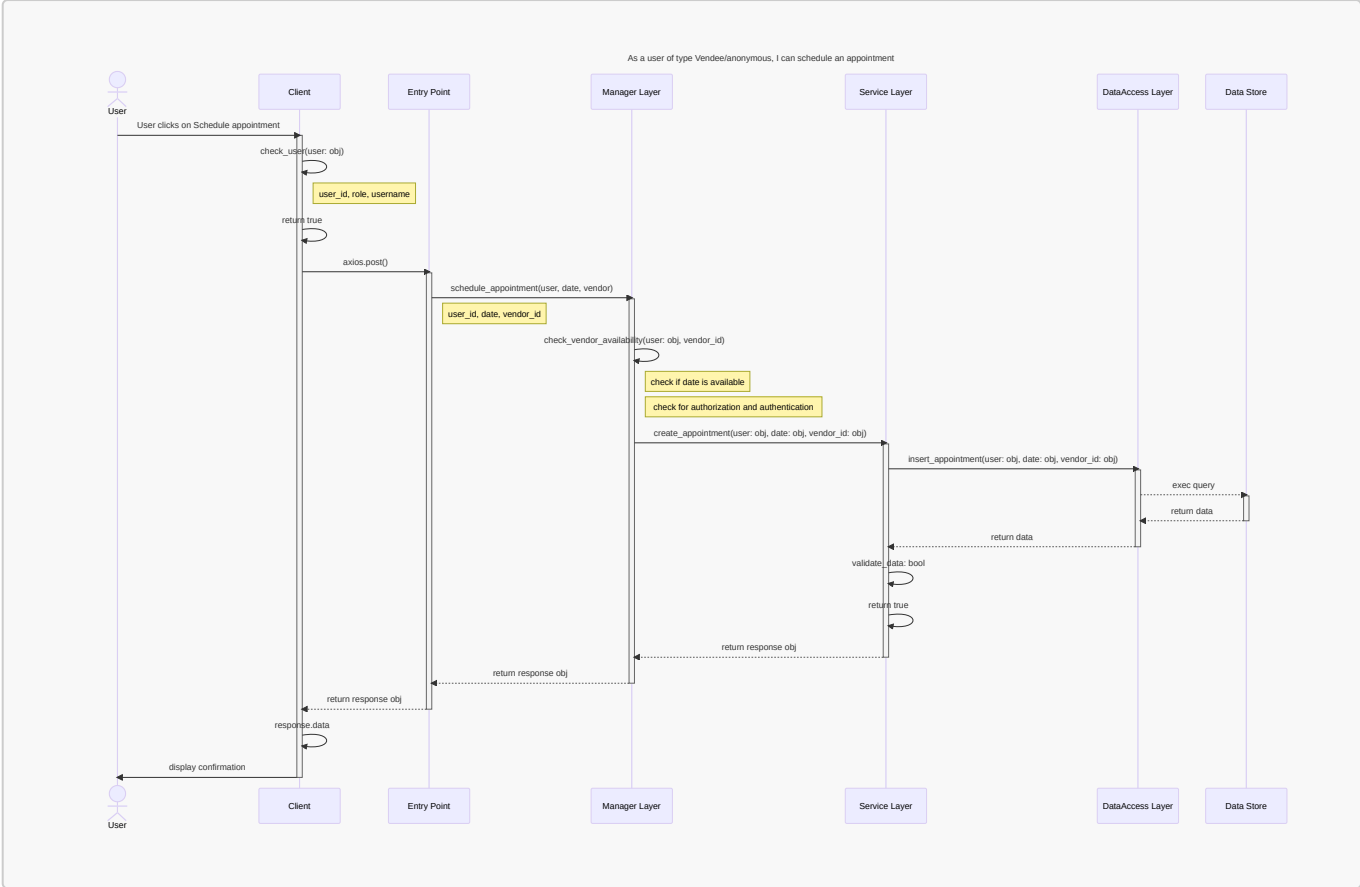 As a user of type Vendee/anonymous, I can schedule an appointment
User
Client
Entry Point
Manager Layer
Service Layer
DataAccess Layer
Data Store
User clicks on Schedule appointment
check_user(user: obj)
user_id, role, username
return true
axios.post()
schedule_appointment(user, date, vendor)
user_id, date, vendor_id
check_vendor_availability(user: obj, vendor_id)
check if date is available
check for authorization and authentication
create_appointment(user: obj, date: obj, vendor_id: obj)
insert_appointment(user: obj, date: obj, vendor_id: obj)
exec query
return data
return data
validate_data: bool
return true
return response obj
return response obj
return response obj
response.data
display confirmation
User
Client
Entry Point
Manager Layer
Service Layer
DataAccess Layer
Data Store